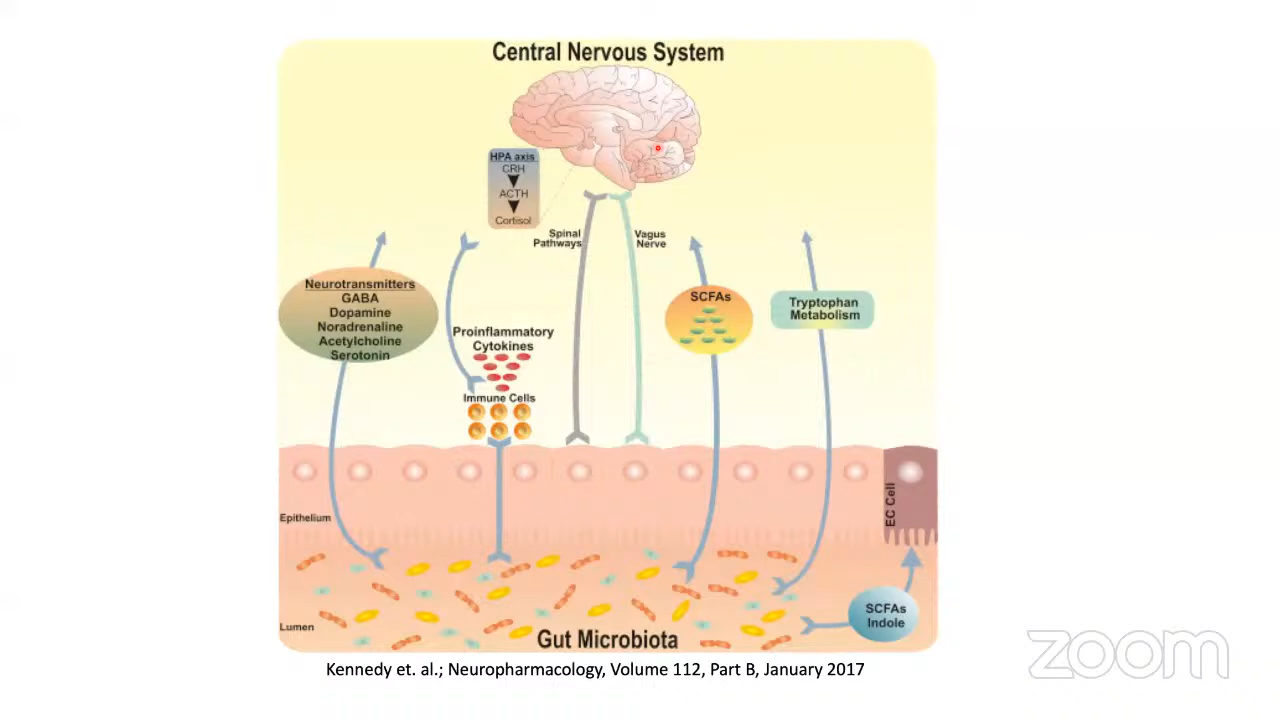 Central Nervous System
HPA axis
CRH
ACTH
Cortisol
Spinal
Pathways
Vagus
Nerve
Neurotransmitters
GABA
Dopamine
Noradrenaline
Acetylcholine
Serotonin
Proinflammatory
Cytokines
Immune Cells
SCFAs
Tryptophan
Metabolism
EC Cell
Epithelium
SCFAs
Indole
Lumen
Gut Microbiota
Kennedy et. al.; Neuropharmacology, Volume 112, Part B, January 2017
zoom